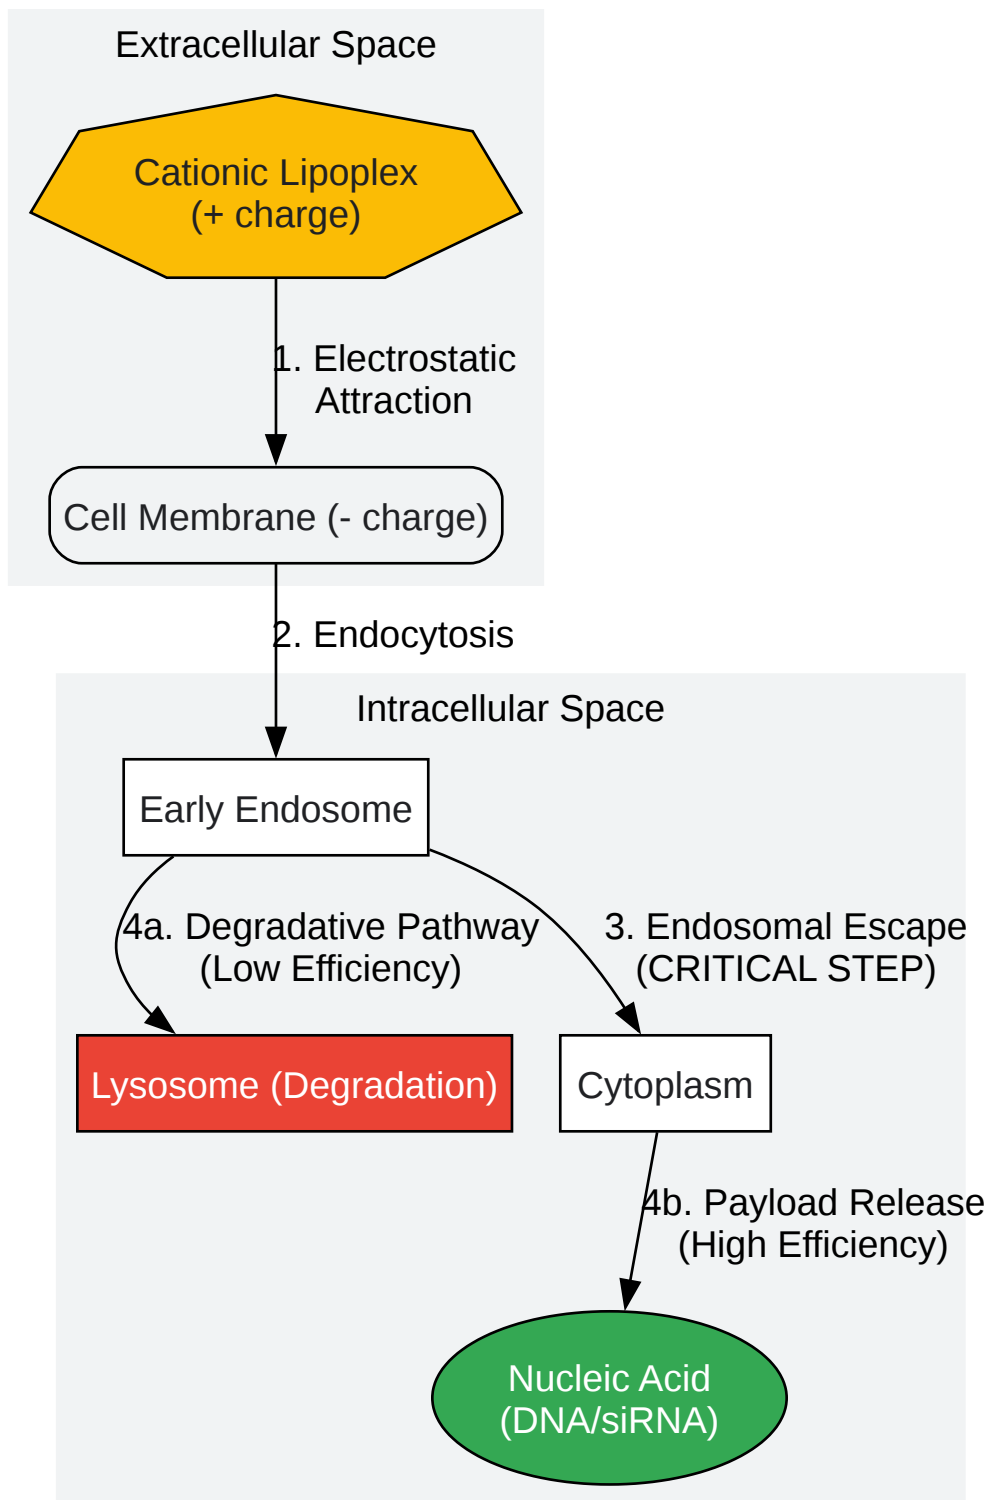 Extracellular Space
Cationic Lipoplex
(+ charge)
1. Electrostatic
Attraction
Cell Membrane (- charge)
2. Endocytosis
Intracellular Space
Early Endosome
4a. Degradative Pathway
(Low Efficiency)
3. Endosomal Escape
(CRITICAL STEP)
Lysosome (Degradation)
Cytoplasm
4b. Payload Release
(High Efficiency)
Nucleic Acid
(DNA/siRNA)